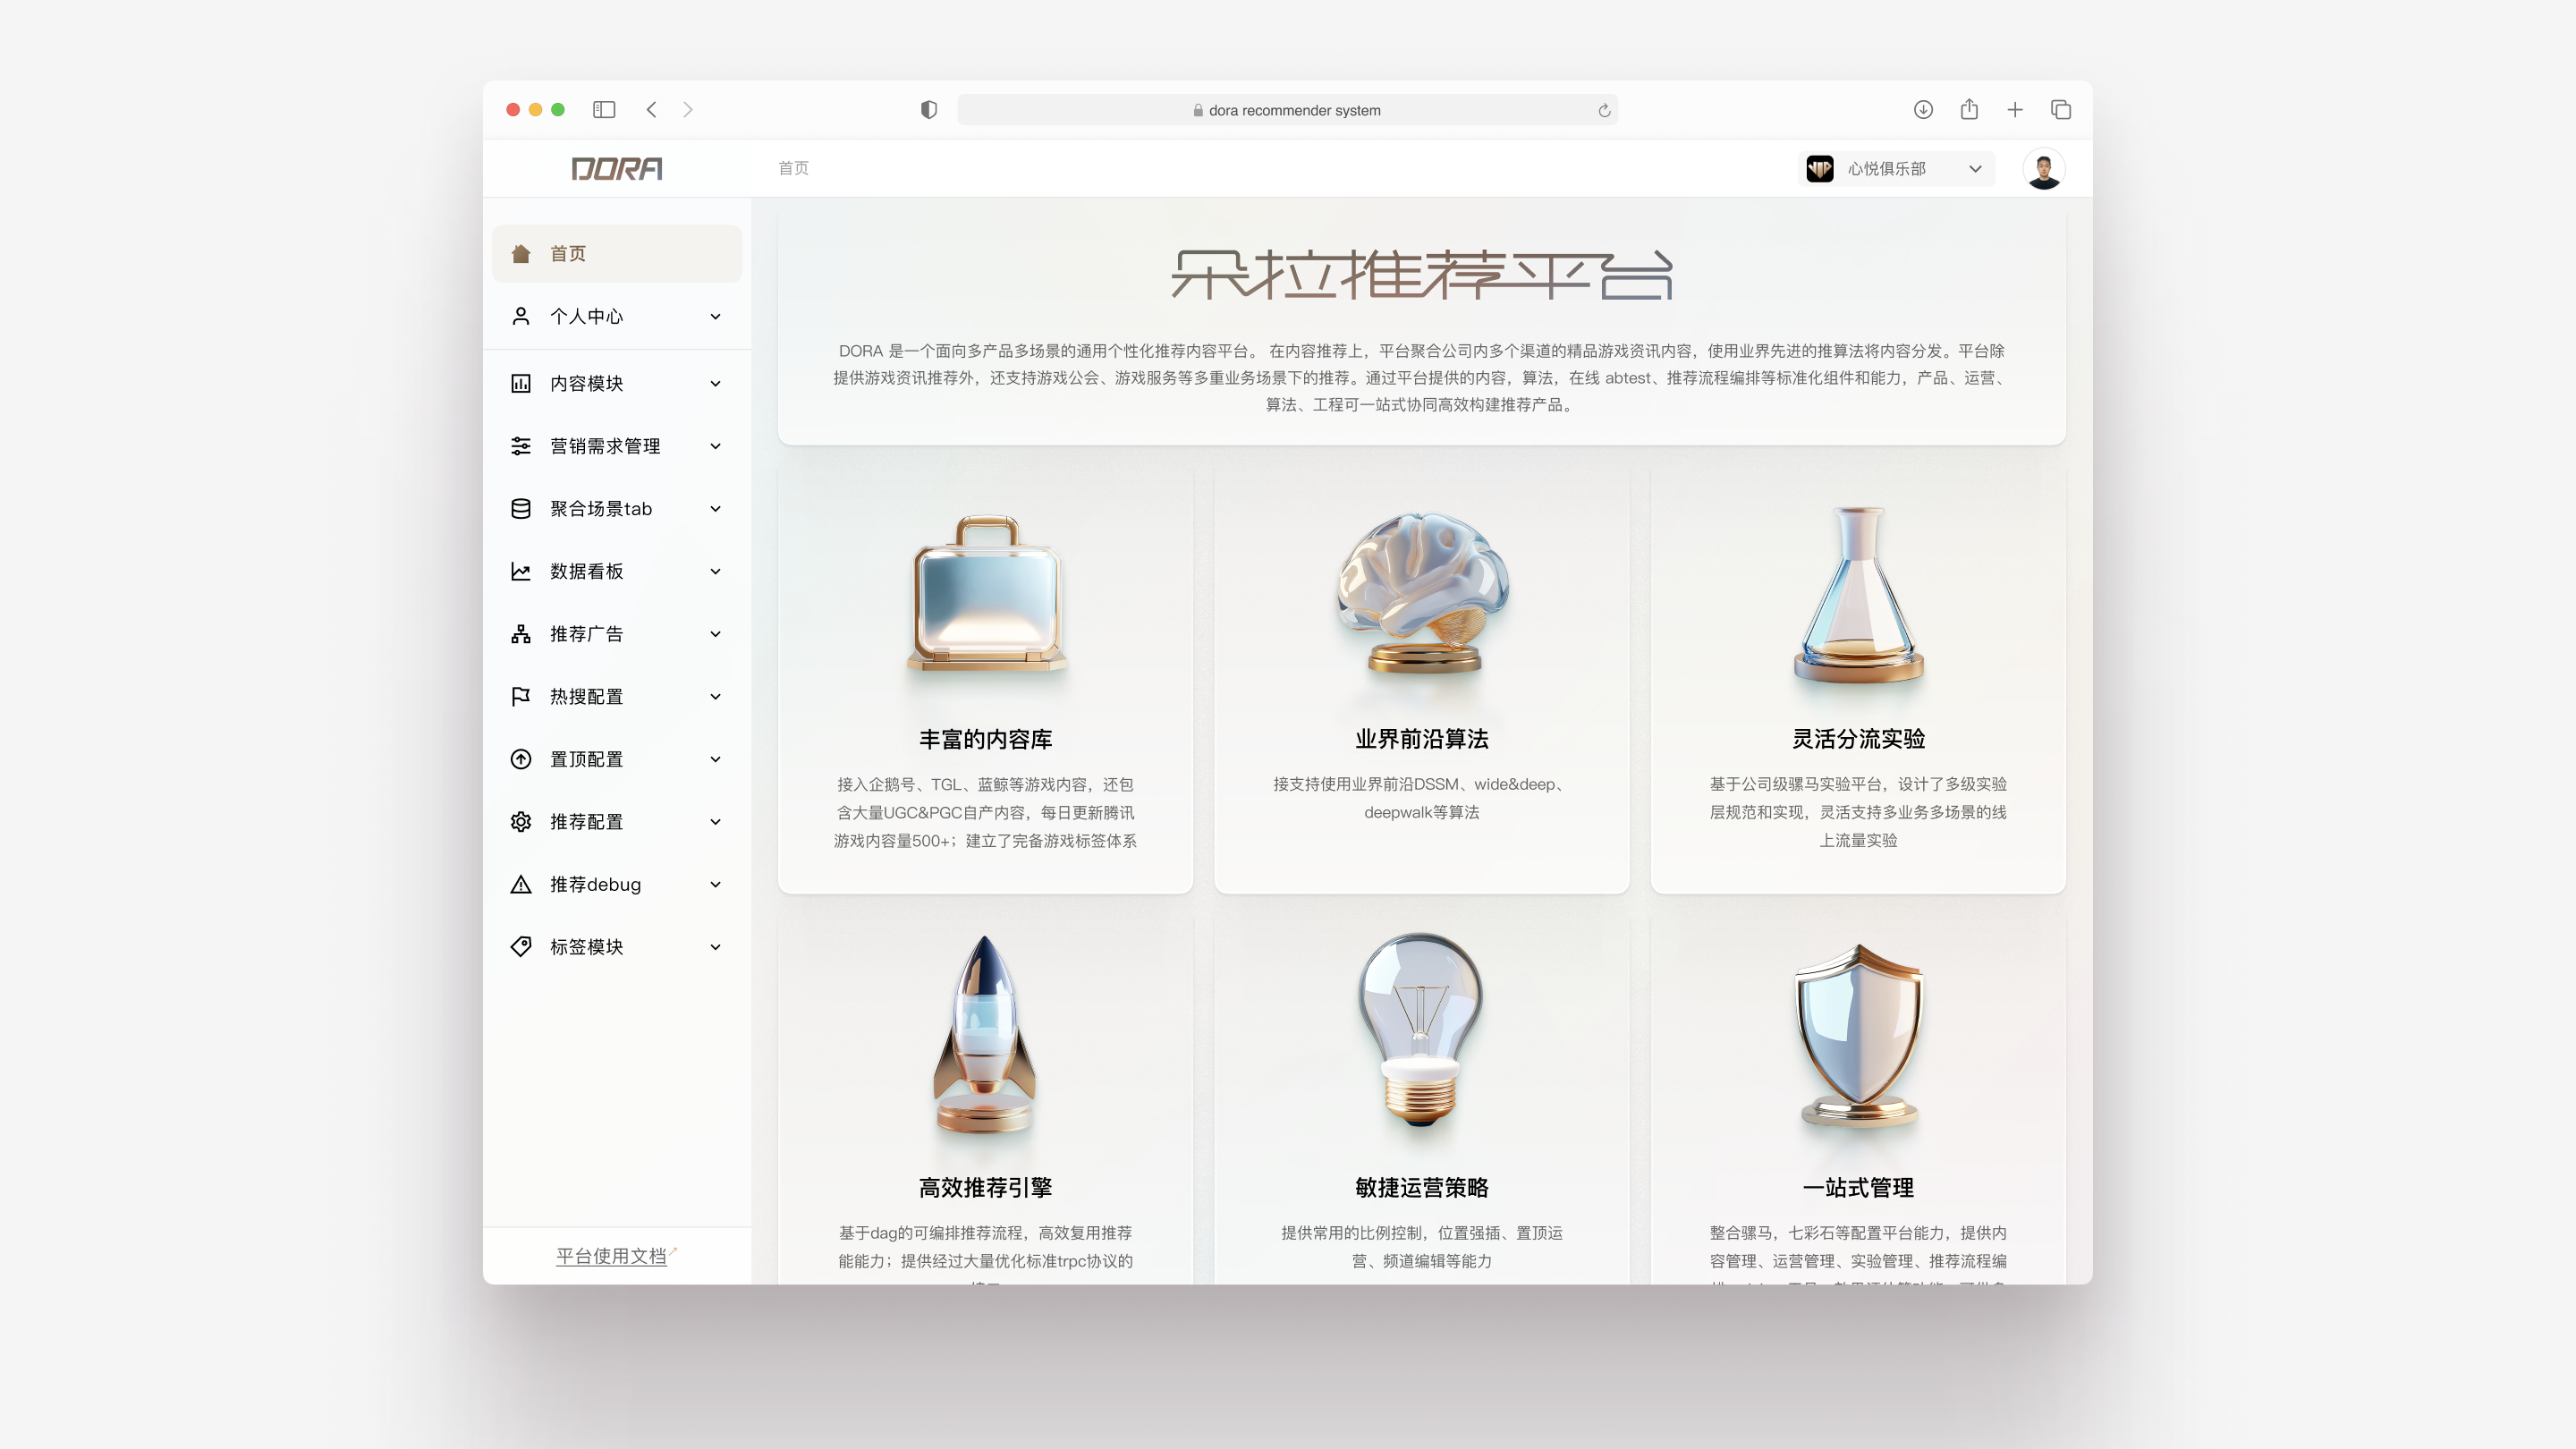 dora recommender system
DORA
首页
心悦俱乐部
首页
个人中心
内容模块
营销需求管理
聚合场景tab
数据看板
推荐广告
热搜配置
置顶配置
推荐配置
推荐debug
标签模块
平台使用文档
朵拉推荐平台
DORA 是一个面向多产品多场景的通用个性化推荐内容平台。 在内容推荐上，平台聚合公司内多个渠道的精品游戏资讯内容，使用业界先进的推算法将内容分发。平台除
提供游戏资讯推荐外，还支持游戏公会、游戏服务等多重业务场景下的推荐。通过平台提供的内容，算法，在线 abtest、推荐流程编排等标准化组件和能力，产品、运营、
算法、工程可一站式协同高效构建推荐产品。
丰富的内容库
接入企鹅号、TGL、蓝鲸等游戏内容，还包
含大量UGC&PGC自产内容，每日更新腾讯
游戏内容量500+；建立了完备游戏标签体系
业界前沿算法
接支持使用业界前沿DSSM、wide&deep、
deepwalk等算法
灵活分流实验
基于公司级骡马实验平台，设计了多级实验
层规范和实现，灵活支持多业务多场景的线
上流量实验
高效推荐引擎
基于dag的可编排推荐流程，高效复用推荐
能能力；提供经过大量优化标准trpc协议的
敏捷运营策略
提供常用的比例控制，位置强插、置顶运
营、频道编辑等能力
一站式管理
整合骡马，七彩石等配置平台能力，提供内
容管理、运营管理、实验管理、推荐流程编